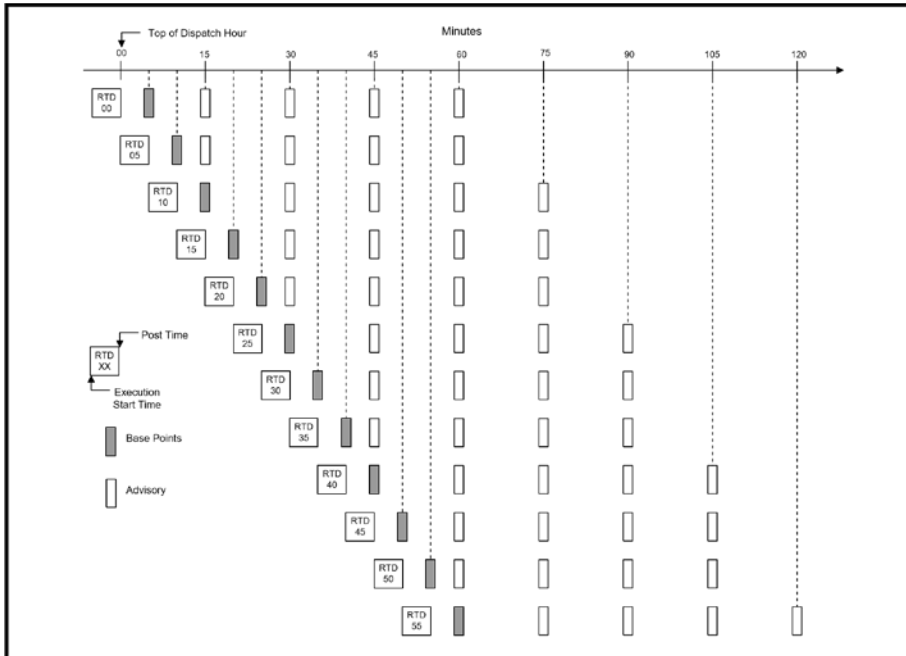 Top of Dispatch Hour
Minutes
00
15
30
45
60
75
90
105
120
RTD
00
RTD
05
RTD
10
RTD
15
RTD
20
RTD
25
Post Time
RTD
XX
Execution
Start Time
RTD
30
RTD
35
Base Points
RTD
40
Advisory
RTD
45
RTD
50
RTD
55